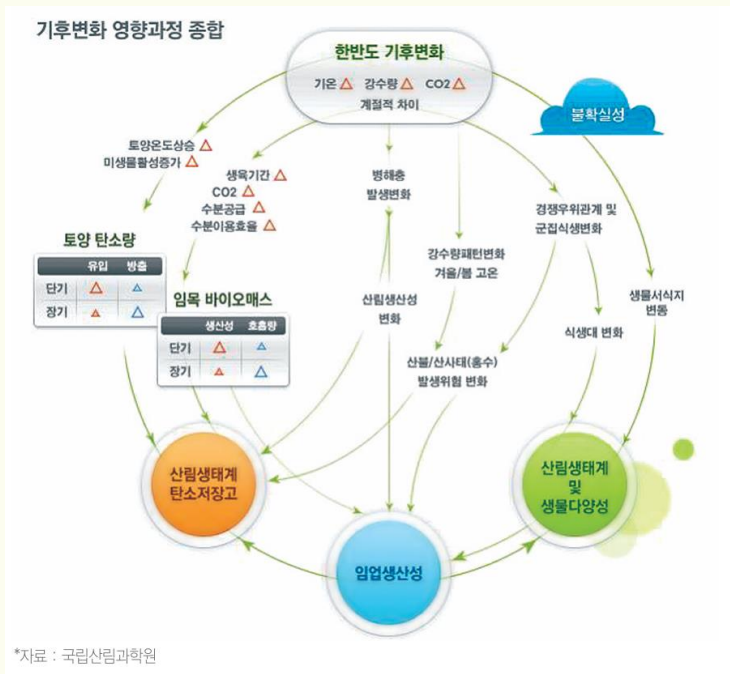 기후변화 영향과정 종합
한반도 기후변화
기온 △ 강수량 △ CO2 △
계절적 차이
불확실성
토양온도상승 △
미생물활성증가 △
생육기간 △
CO2 △
수분공급 △
수분이용효율 △
병해충
발생변화
경쟁우위관계 및
군집식생변화
토양 탄소량
유입 방출
단기 △ △
장기 △ △
강수량패턴변화
겨울/봄 고온
임목 바이오매스
생산성 호흡량
단기 △ △
장기 △ △
산림생산성
변화
생물서식지
변동
식생대 변화
산불/산사태(홍수)
발생위험 변화
산림생태계
탄소저장고
산림생태계
및
생물다양성
임업생산성
*자료 : 국립산림과학원